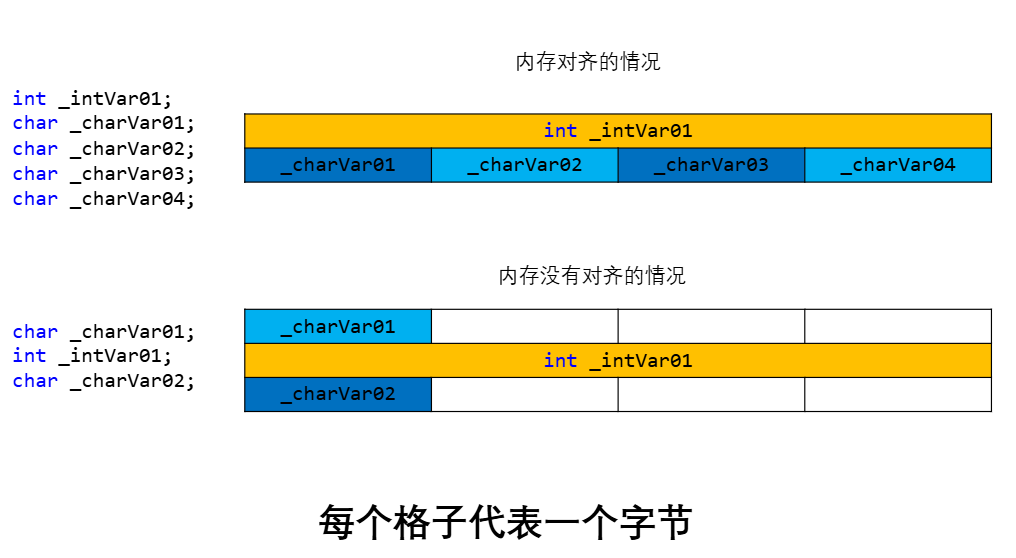 内存对齐的情况
int _intVar01;
char _charVar01;
char _charVar02;
char _charVar03;
char _charVar04;
int _intVar01
_charVar01 _charVar02 _charVar03 _charVar04
内存没有对齐的情况
char _charVar01;
int _intVar01;
char _charVar02;
_charVar01
int _intVar01
_charVar02
每个格子代表一个字节